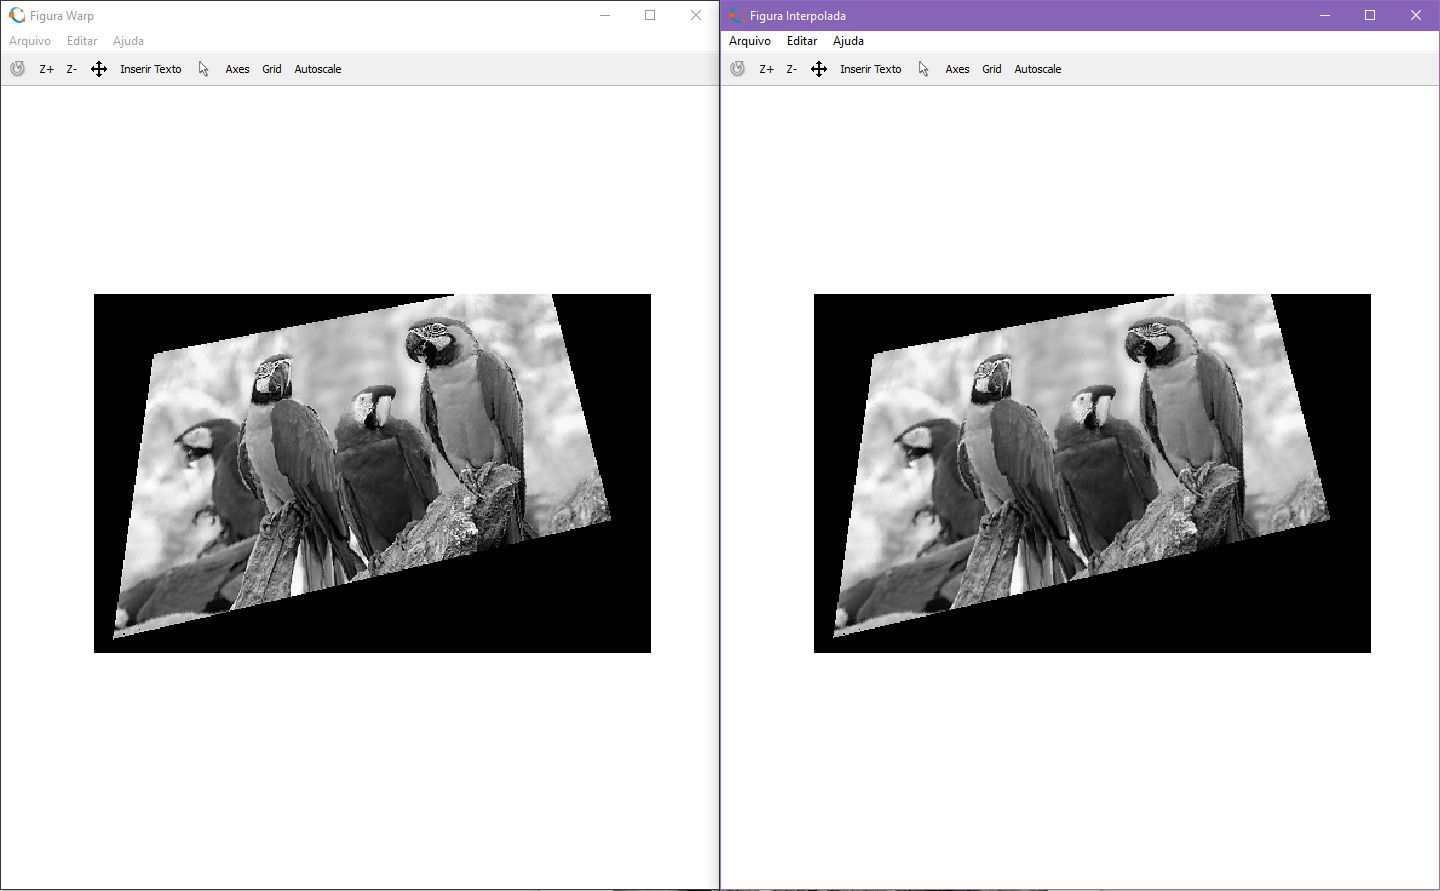 Figura Warp
Arquivo Editar Ajuda
Z+ Z- Inserir Texto Axes Grid Autoscale
Figura Interpolada
Arquivo Editar Ajuda
Z+ Z- Inserir Texto Axes Grid Autoscale